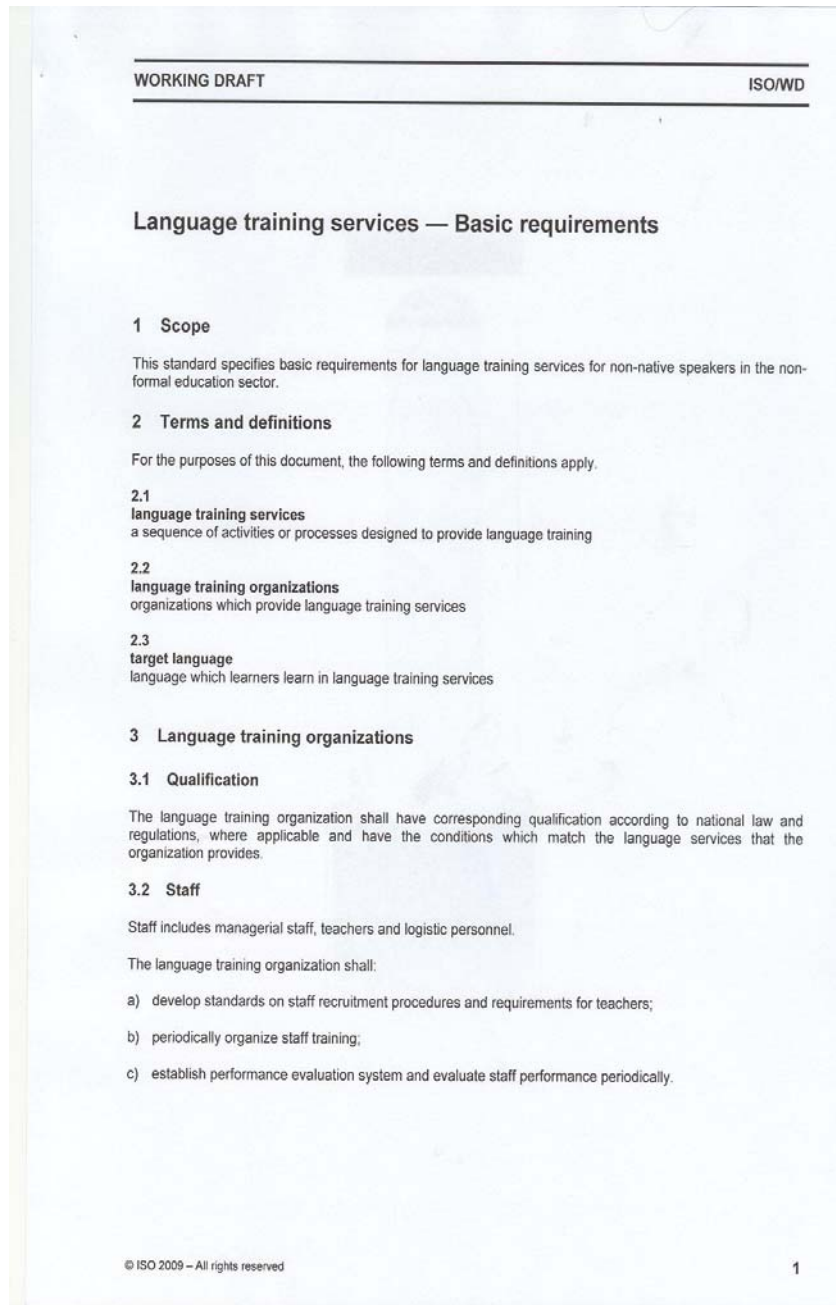 WORKING DRAFT
ISO/WD
Language training services — Basic requirements
1 Scope
This standard specifies basic requirements for language training services for non-native speakers in the non-
formal education sector.
2 Terms and definitions
For the purposes of this document, the following terms and definitions apply.
2.1
language training services
a sequence of activities or processes designed to provide language training
2.2
language training organizations
organizations which provide language training services
2.3
target language
language which learners learn in language training services
3 Language training organizations
3.1 Qualification
The language training organization shall have corresponding qualification according to national law and
regulations, where applicable and have the conditions which match the language services that the
organization provides.
3.2 Staff
Staff includes managerial staff, teachers and logistic personnel.
The language training organization shall:
a) develop standards on staff recruitment procedures and requirements for teachers;
b) periodically organize staff training;
c) establish performance evaluation system and evaluate staff performance periodically.
© ISO 2009 – All rights reserved
1